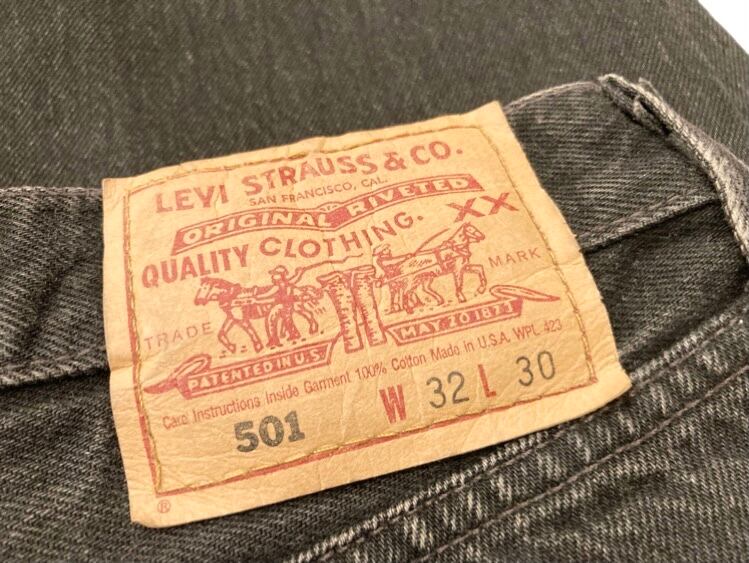 LEVI STRAUSS & CO.
SAN FRANCISCO, CAL.
ORIGINAL RIVETED
QUALITY CLOTHING. XX
TRADE MARK
PATENTED IN U.S. MAY 20 1873
Care Instructions Inside Garment 100% Cotton Made in U.S.A. WPL 423
501 W 32 L 30
®